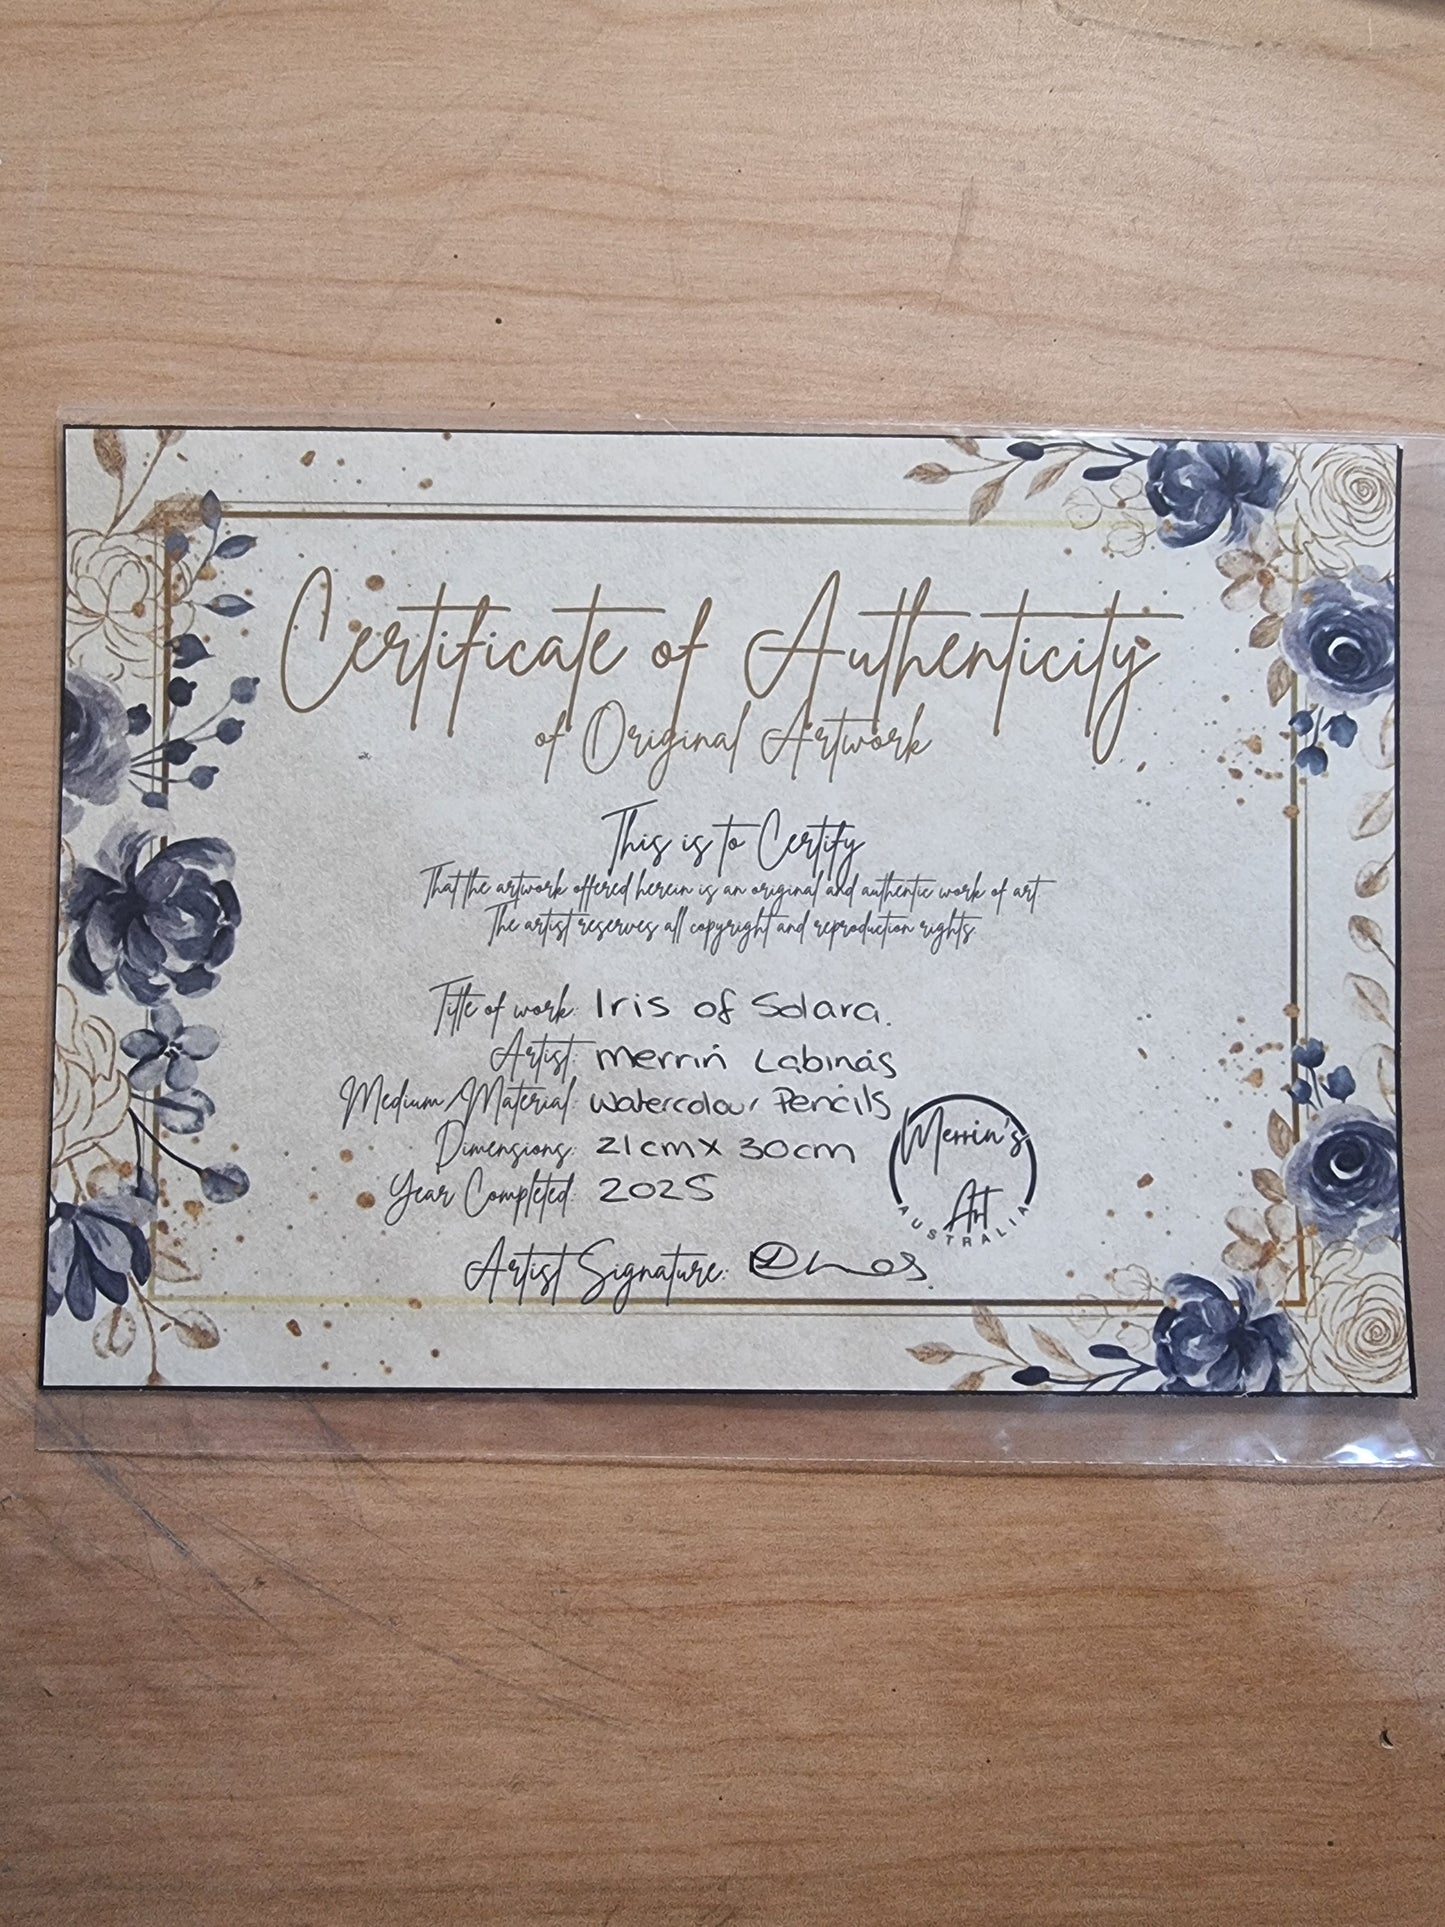 Certificate of Authenticity
of Original Artwork
This is to Certify
That the artwork offered herein is an original and authentic work of art
The artist reserves all copyright and reproduction rights.
Title of work: Iris of Solara.
Artist: Merrin Labinas
Medium/Material: Watercolour Pencils
Dimensions: 21cm x 30cm
Year Completed: 2025
Merrin's
Art
AUSTRALIA
Artist Signature: